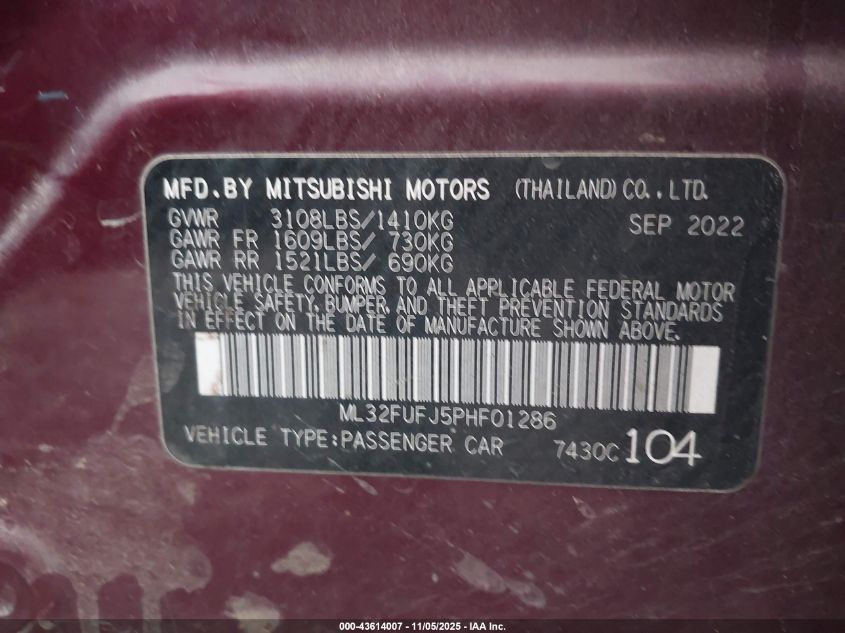 MFD.BY MITSUBISHI MOTORS (THAILAND) CO., LTD.
GVWR 3108LBS/1410KG SEP 2022
GAWR FR 1609LBS/ 730KG
GAWR RR 1521LBS/ 690KG
THIS VEHICLE CONFORMS TO ALL APPLICABLE FEDERAL MOTOR
VEHICLE SAFETY, BUMPER, AND THEFT PREVENTION STANDARDS
IN EFFECT ON THE DATE OF MANUFACTURE SHOWN ABOVE.
ML32FUFJ5PHF01286
VEHICLE TYPE:PASSENGER CAR 7430C 104
000-43614007 - 11/05/2025 - IAA Inc.